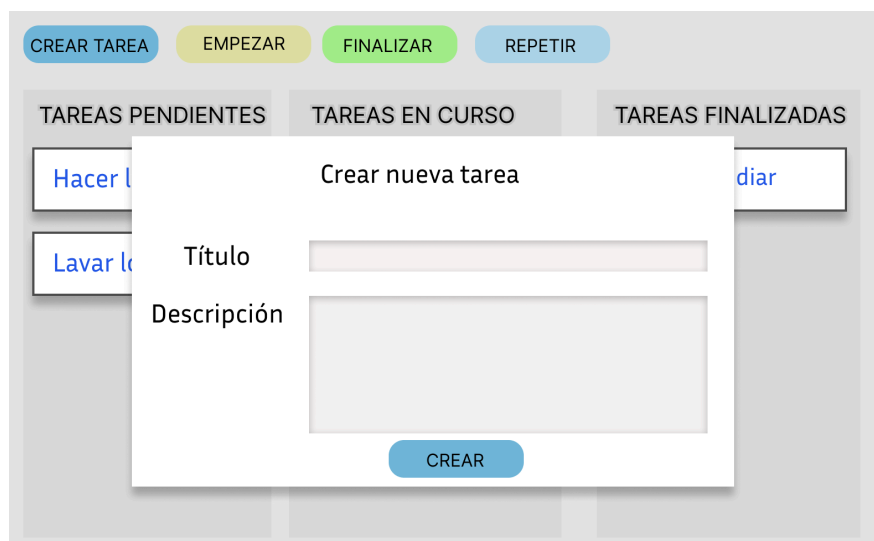 CREAR TAREA
EMPEZAR
FINALIZAR
REPETIR
TAREAS PENDIENTES
TAREAS EN CURSO
TAREAS FINALIZADAS
Hacer l
diar
Lavar lo
Crear nueva tarea
Título
Descripción
CREAR